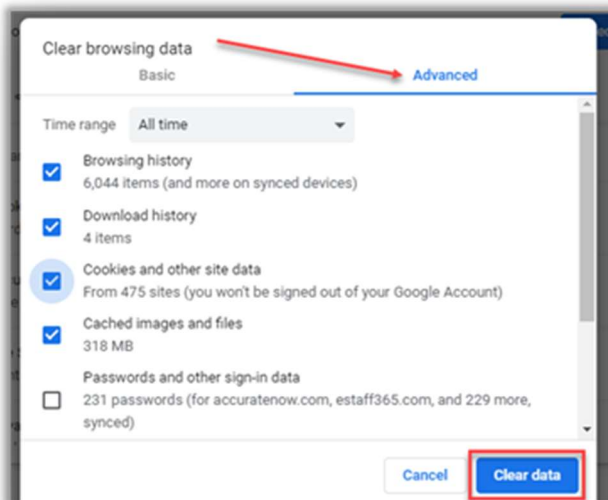 Clear browsing data
Basic
Advanced
Time range
All time
Browsing history
6,044 items (and more on synced devices)
Download history
4 items
Cookies and other site data
From 475 sites (you won't be signed out of your Google Account)
Cached images and files
318 MB
Passwords and other sign-in data
231 passwords (for accuratenow.com, estaff365.com, and 229 more,
synced)
Cancel
Clear data